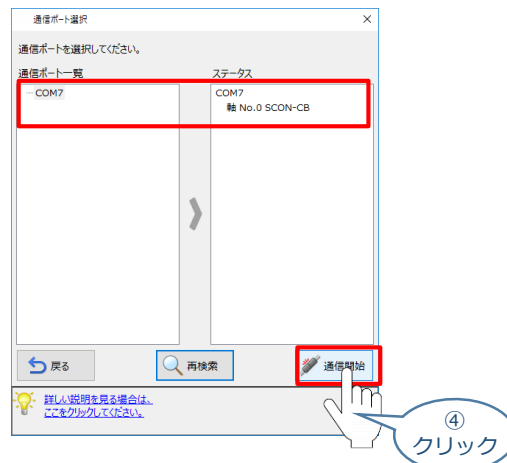 通信ポート選択
通信ポートを選択してください。
通信ポート一覧
ステータス
COM7
COM7
軸 No.0 SCON-CB
戻る
再検索
通信開始
詳しい説明を見る場合は、
ここをクリックしてください。
④
クリック